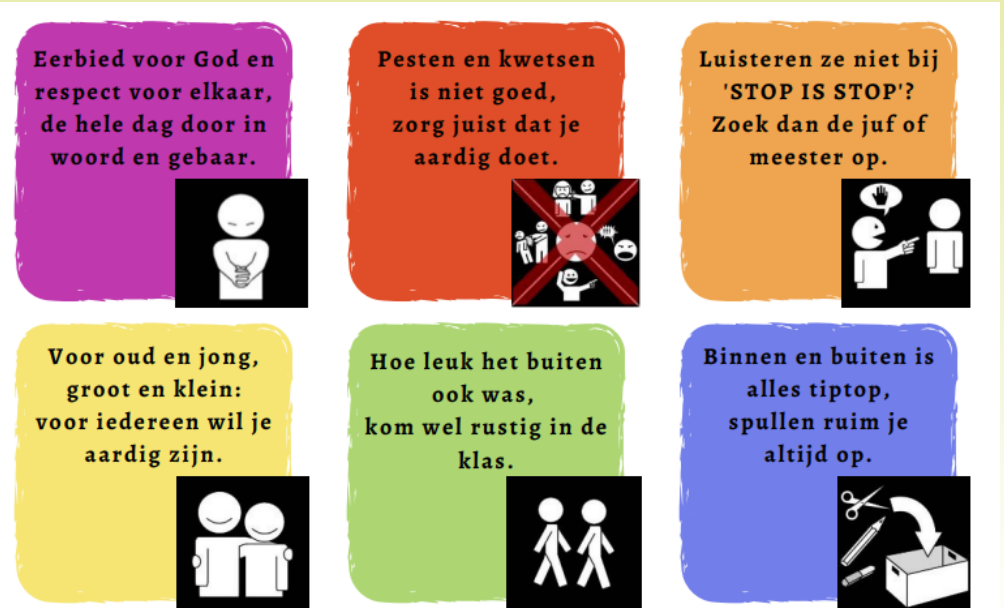 Eerbied voor God en
respect voor elkaar,
de hele dag door in
woord en gebaar.
Pesten en kwetsen
is niet goed,
zorg juist dat je
aardig doet.
Luisteren ze niet bij
'STOP IS STOP'?
Zoek dan de juf of
meester op.
Voor oud en jong,
groot en klein:
voor iedereen wil je
aardig zijn.
Hoe leuk het buiten
ook was,
kom wel rustig in de
klas.
Binnen en buiten is
alles tiptop,
spullen ruim je
altijd op.